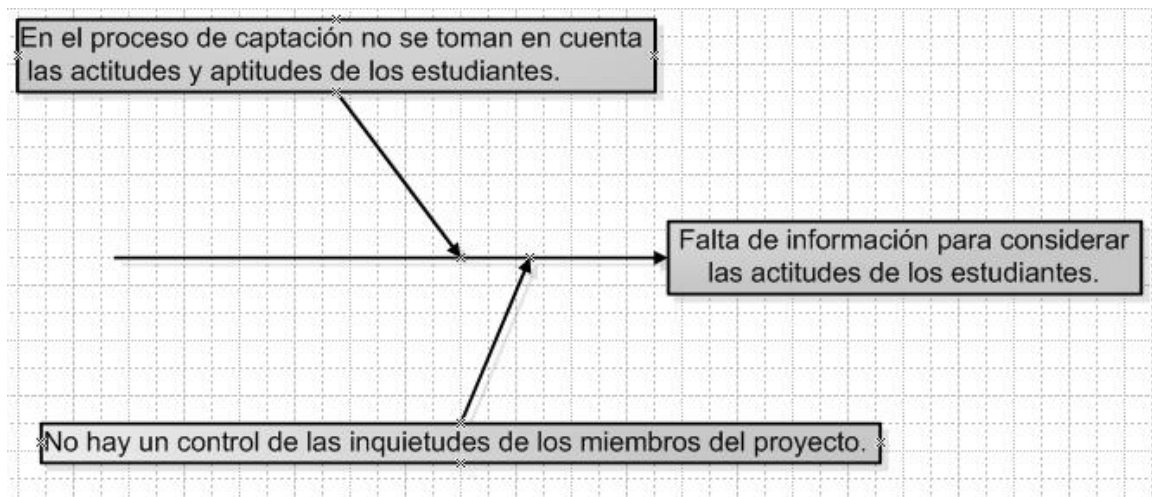 En el proceso de captación no se toman en cuenta
las actitudes y aptitudes de los estudiantes.
Falta de información para considerar
las actitudes de los estudiantes.
No hay un control de las inquietudes de los miembros del proyecto.